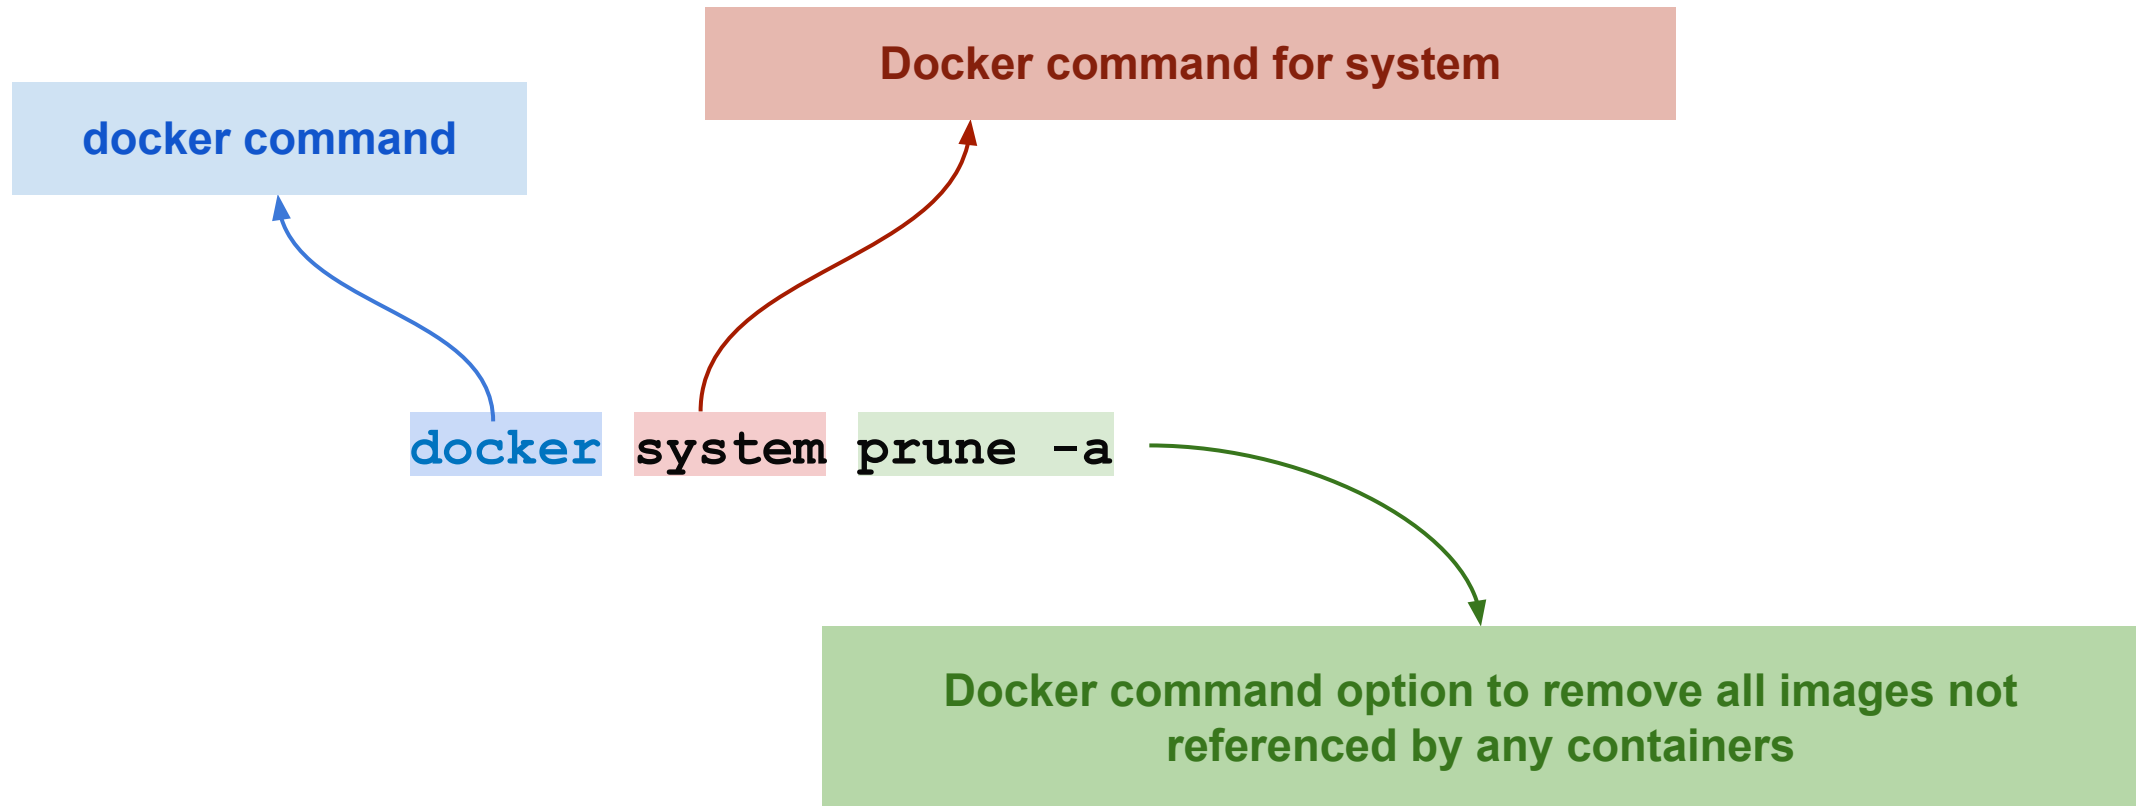 Docker command for system
docker command
docker system prune -a
Docker command option to remove all images not
referenced by any containers